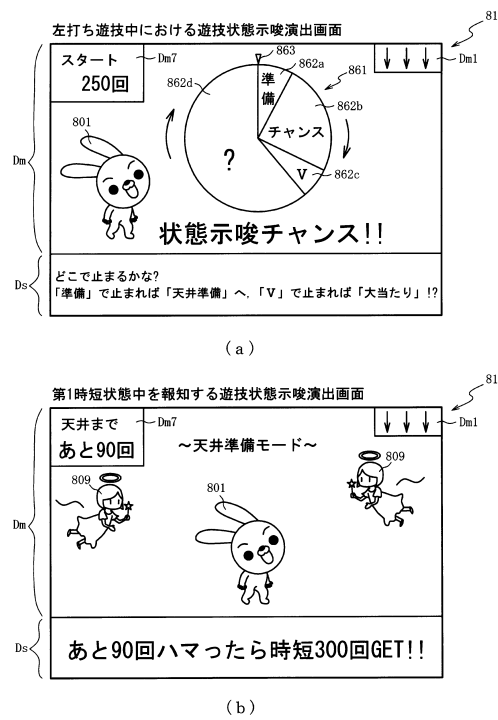 左打ち遊技中における遊技状態示唆演出画面
81
スタート
250回
Dm7
863
862a
Dm1
準備
862d
861
862b
チャンス
801
Dm
?
V
862c
状態示唆チャンス!!
Ds
どこで止まるかな?
「準備」で止まれば「天井準備」へ,「V」で止まれば「大当たり」!?
(a)
第1時短状態中を報知する遊技状態示唆演出画面
81
天井まで
あと90回
Dm7
Dm1
~天井準備モード~
809
809
801
Dm
Ds
あと90回ハマったら時短300回GET!!
(b)